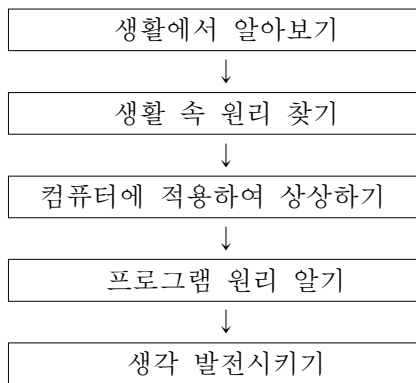 생활에서 알아보기
↓
생활 속 원리 찾기
↓
컴퓨터에 적용하여 상상하기
↓
프로그램 원리 알기
↓
생각 발전시키기